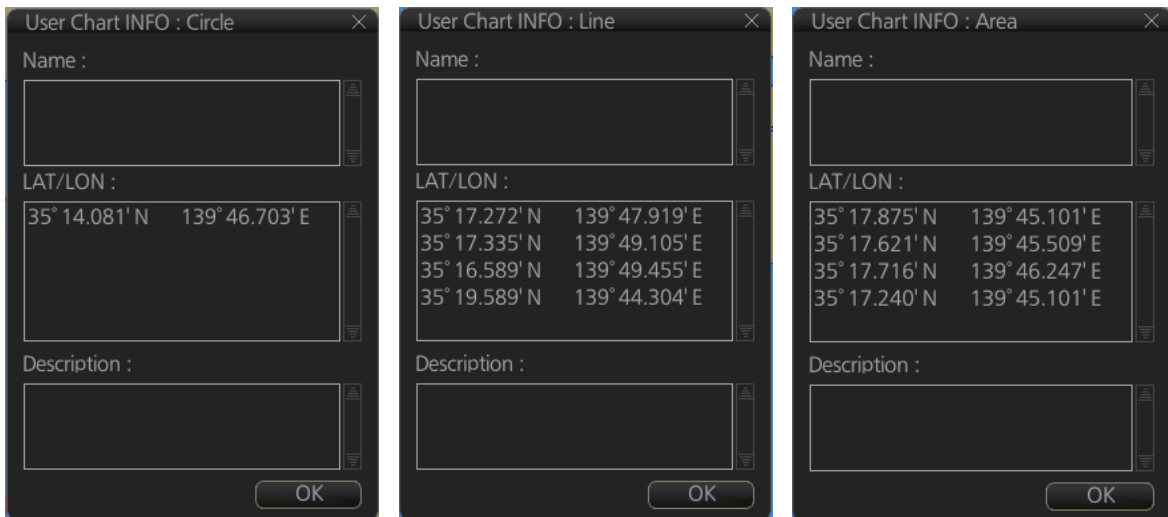 User Chart INFO : Circle
Name :
LAT/LON :
35° 14.081' N 139° 46.703' E
Description :
OK
User Chart INFO : Line
Name :
LAT/LON :
35° 17.272' N 139° 47.919' E
35° 17.335' N 139° 49.105' E
35° 16.589' N 139° 49.455' E
35° 19.589' N 139° 44.304' E
Description :
OK
User Chart INFO : Area
Name :
LAT/LON :
35° 17.875' N 139° 45.101' E
35° 17.621' N 139° 45.509' E
35° 17.716' N 139° 46.247' E
35° 17.240' N 139° 45.101' E
Description :
OK